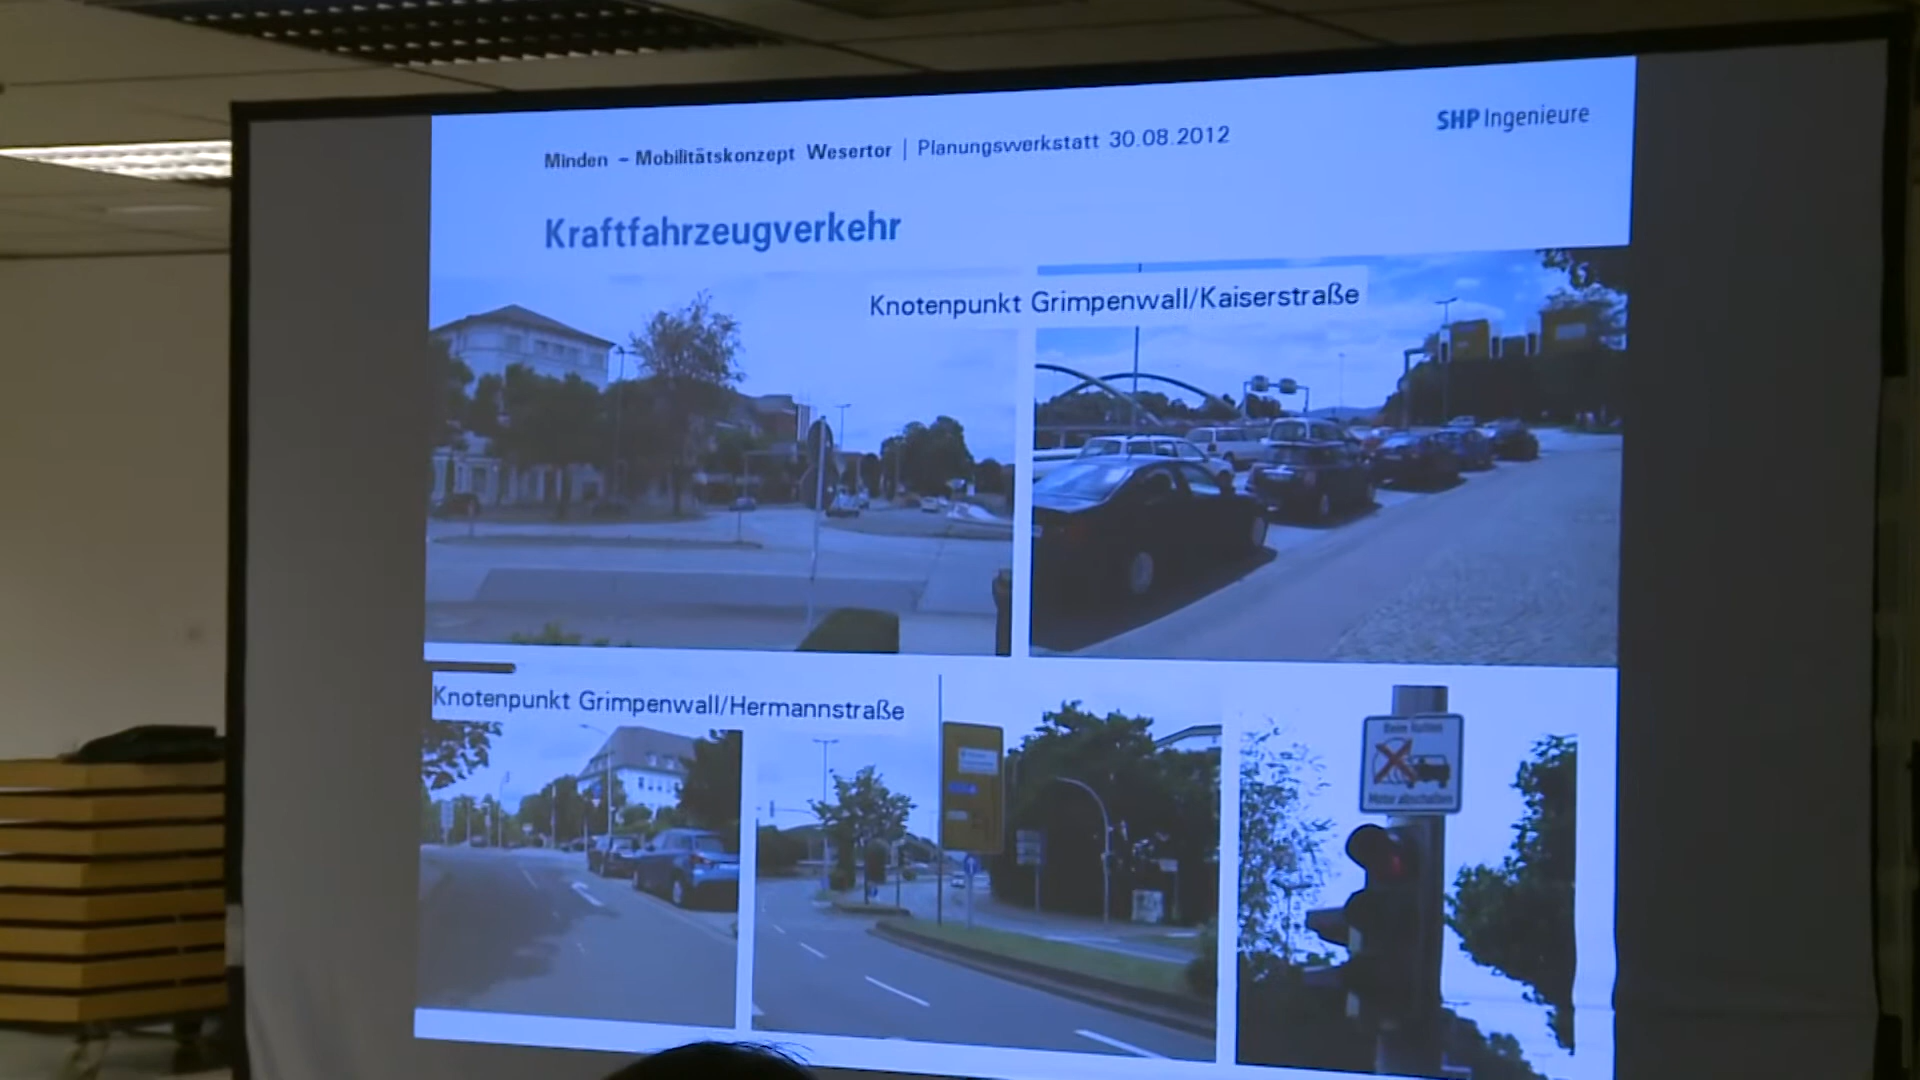 SHP Ingenieure
Minden – Mobilitätskonzept Wesertor | Planungswerkstatt 30.08.2012
Kraftfahrzeugverkehr
Knotenpunkt Grimpenwall/Kaiserstraße
Knotenpunkt Grimpenwall/Hermannstraße
Motor abschalten